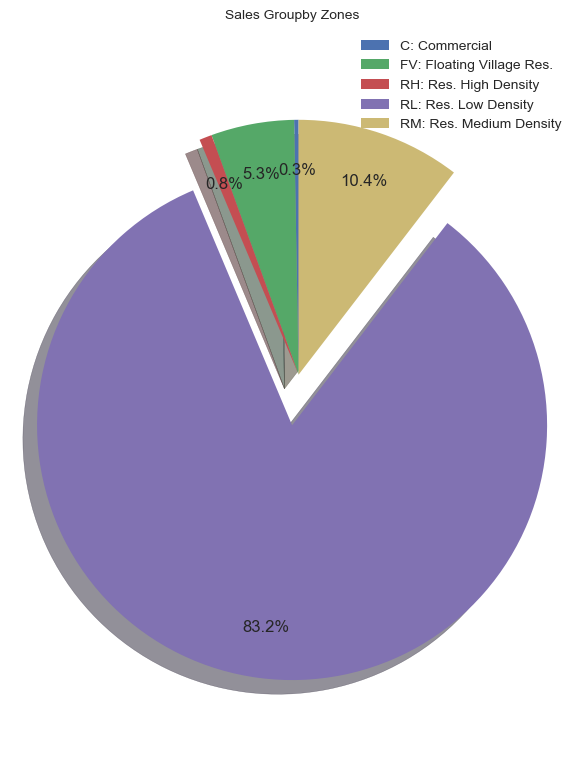 Sales Groupby Zones
C: Commercial
FV: Floating Village Res.
RH: Res. High Density
RL: Res. Low Density
RM: Res. Medium Density
0.8%
5.3%
0.3%
10.4%
83.2%